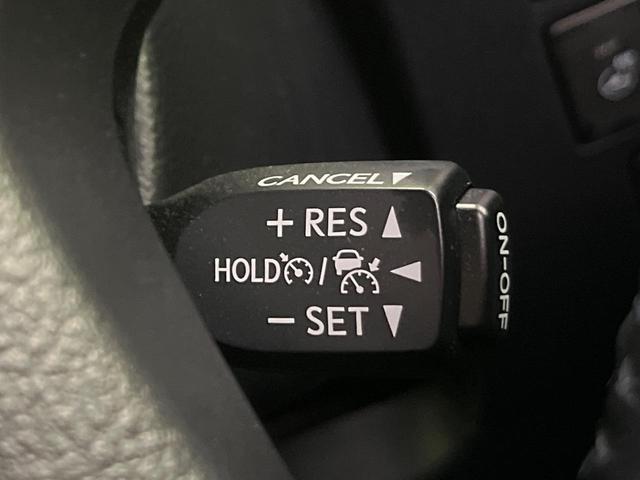 CANCEL
+ RES
HOLD /
- SET
ON-OFF